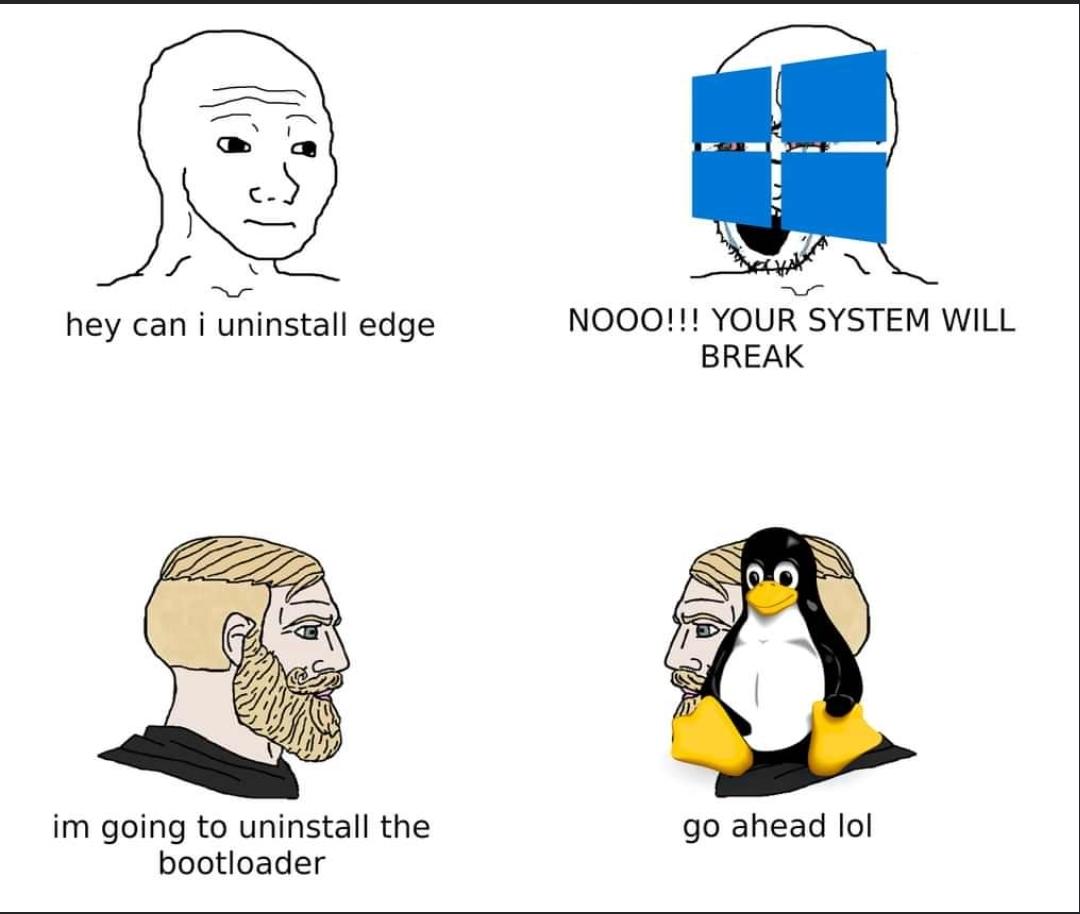 hey can i uninstall edge
NOOO!!! YOUR SYSTEM WILL
BREAK
im going to uninstall the
bootloader
go ahead lol